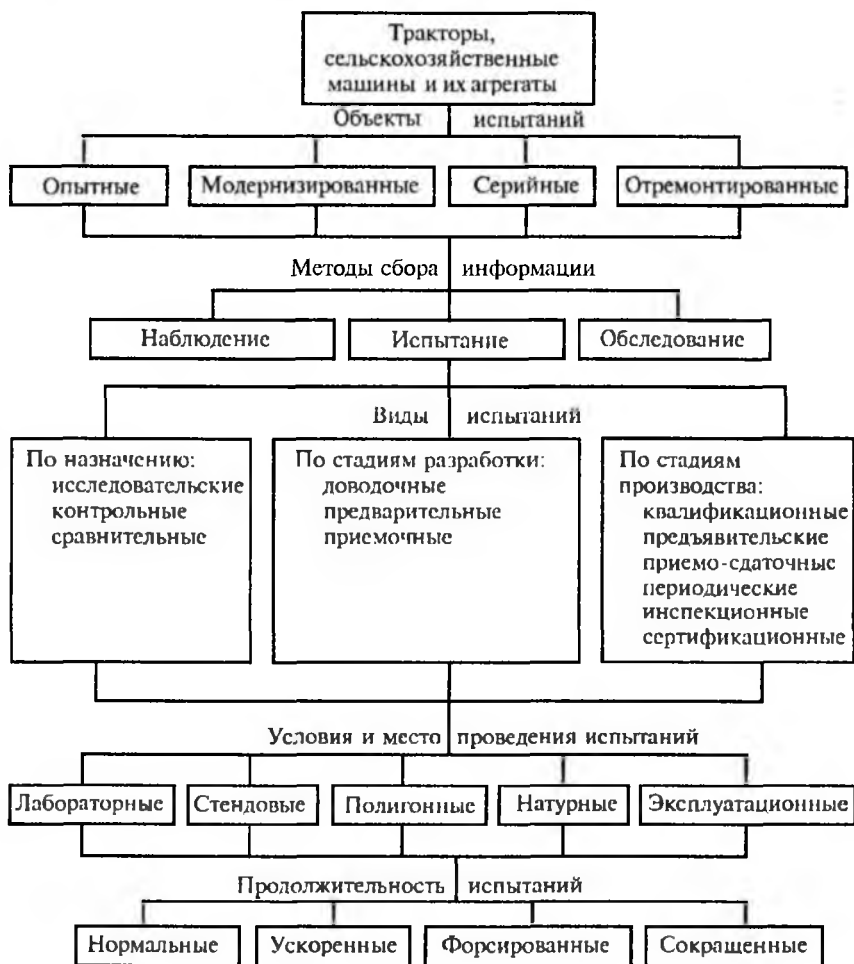 Тракторы,
сельскохозяйственные
машины и их агрегаты
Объекты испытаний
Опытные
Модернизированные
Серийные
Отремонтированные
Методы сбора информации
Наблюдение
Испытание
Обследование
Виды испытаний
По назначению:
исследовательские
контрольные
сравнительные
По стадиям разработки:
доводочные
предварительные
приемочные
По стадиям
производства:
квалификационные
предъявительские
приемо-сдаточные
периодические
инспекционные
сертификационные
Условия и место проведения испытаний
Лабораторные
Стендовые
Полигонные
Натурные
Эксплуатационные
Продолжительность испытаний
Нормальные
Ускоренные
Форсированные
Сокращенные